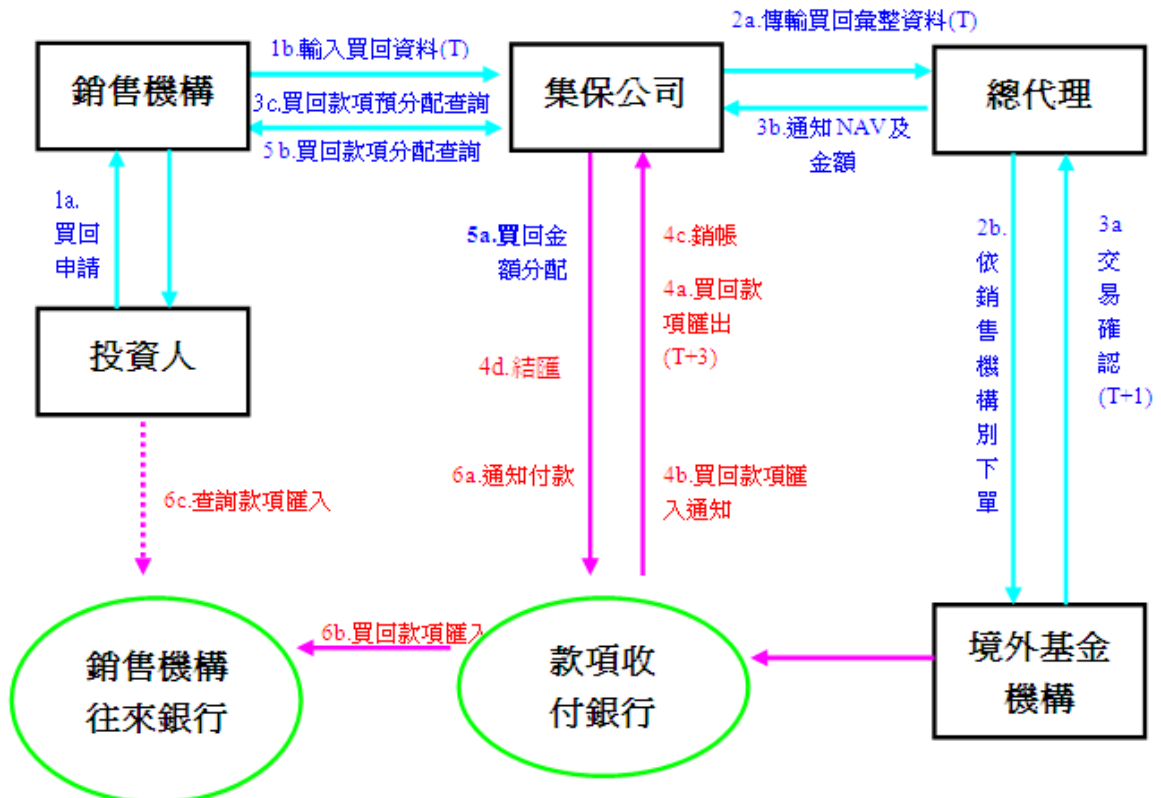 2a.傳輸買回彙整資料(T)
1b.輸入買回資料(T)
銷售機構
集保公司
總代理
3c.買回款項預分配查詢
5b.買回款項分配查詢
3b.通知 NAV 及
金額
1a.
買回
申請
5a.買回金
額分配
4c.銷帳
4a.買回款
項匯出
(T+3)
2b.
依
銷
售
機
構
別
下
單
3a
交
易
確
認
(T+1)
投資人
4d.結匯
6a.通知付款
4b.買回款項匯
入通知
6c.查詢款項匯入
6b.買回款項匯入
銷售機構
往來銀行
款項收
付銀行
境外基金
機構